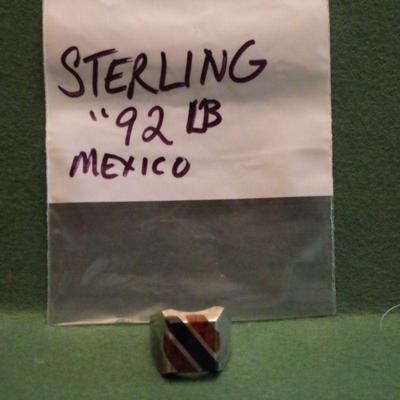 STERLING
"92 LB
MEXICO